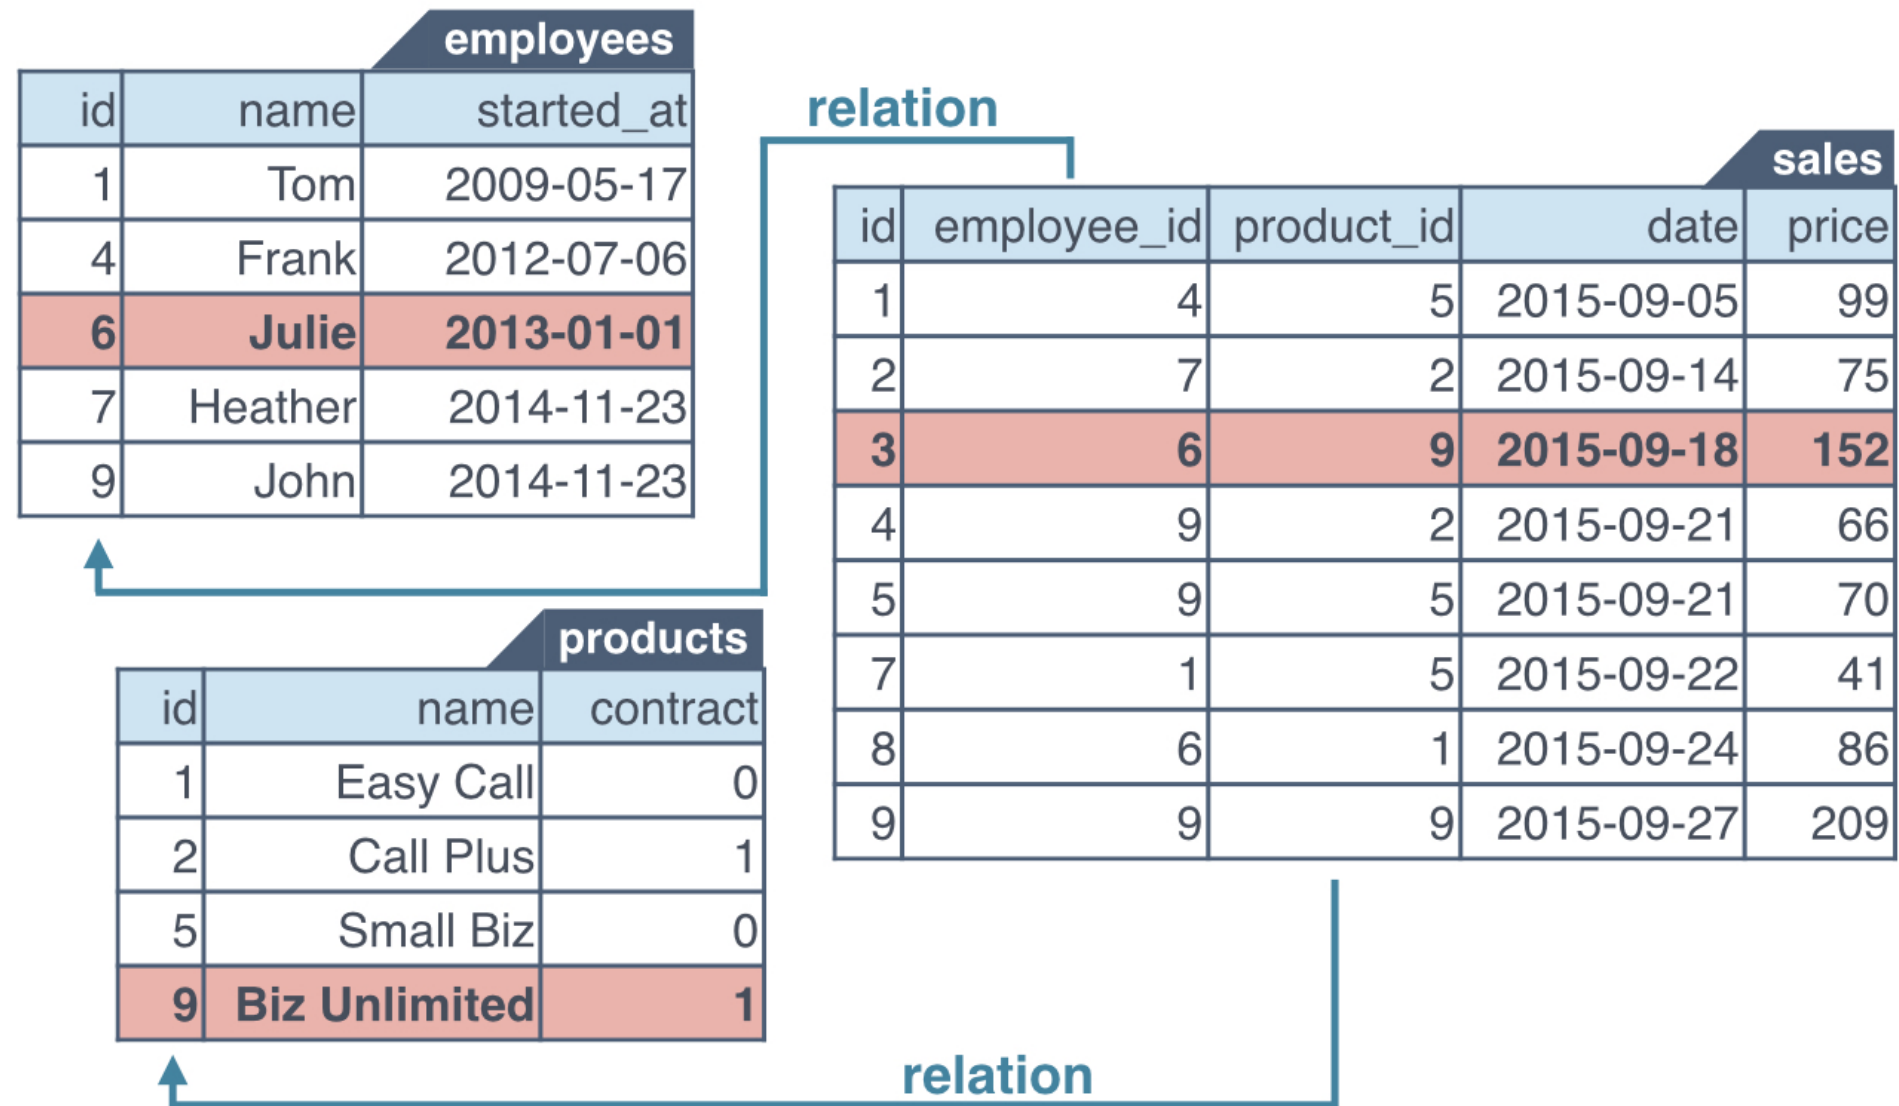 employees
id name started_at
1 Tom 2009-05-17
4 Frank 2012-07-06
6 Julie 2013-01-01
7 Heather 2014-11-23
9 John 2014-11-23
relation
sales
id employee_id product_id date price
1 4 5 2015-09-05 99
2 7 2 2015-09-14 75
3 6 9 2015-09-18 152
4 9 2 2015-09-21 66
5 9 5 2015-09-21 70
7 1 5 2015-09-22 41
8 6 1 2015-09-24 86
9 9 9 2015-09-27 209
products
id name contract
1 Easy Call 0
2 Call Plus 1
5 Small Biz 0
9 Biz Unlimited 1
relation